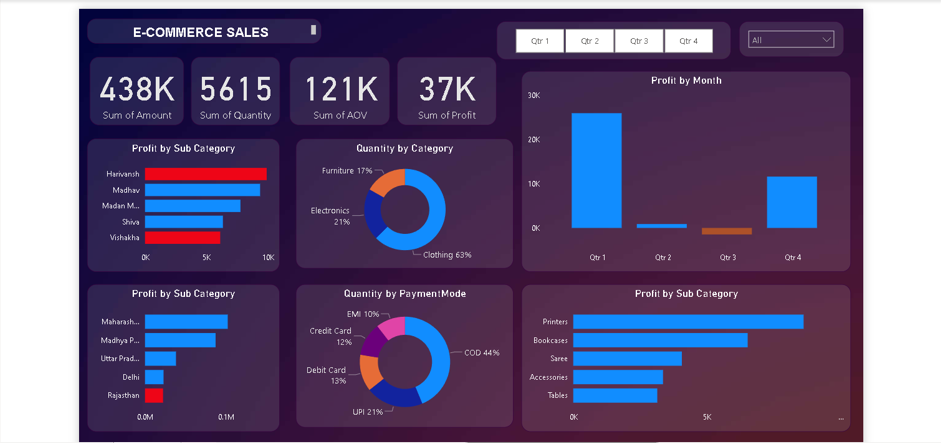 E-COMMERCE SALES
Qtr 1 Qtr 2 Qtr 3 Qtr 4
All
438K
Sum of Amount
5615
Sum of Quantity
121K
Sum of AOV
37K
Sum of Profit
Profit by Month
30K
20K
10K
0K
Qtr 1 Qtr 2 Qtr 3 Qtr 4
Profit by Sub Category
Harivansh
Madhav
Madan M...
Shiva
Vishakha
0K 5K 10K
Quantity by Category
Furniture 17%
Electronics
21%
Clothing 63%
Profit by Sub Category
Maharash...
Madhya P...
Uttar Prad...
Delhi
Rajasthan
0.0M 0.1M
Quantity by PaymentMode
EMI 10%
Credit Card
12%
COD 44%
Debit Card
13%
UPI 21%
Profit by Sub Category
Printers
Bookcases
Saree
Accessories
Tables
0K 5K ...